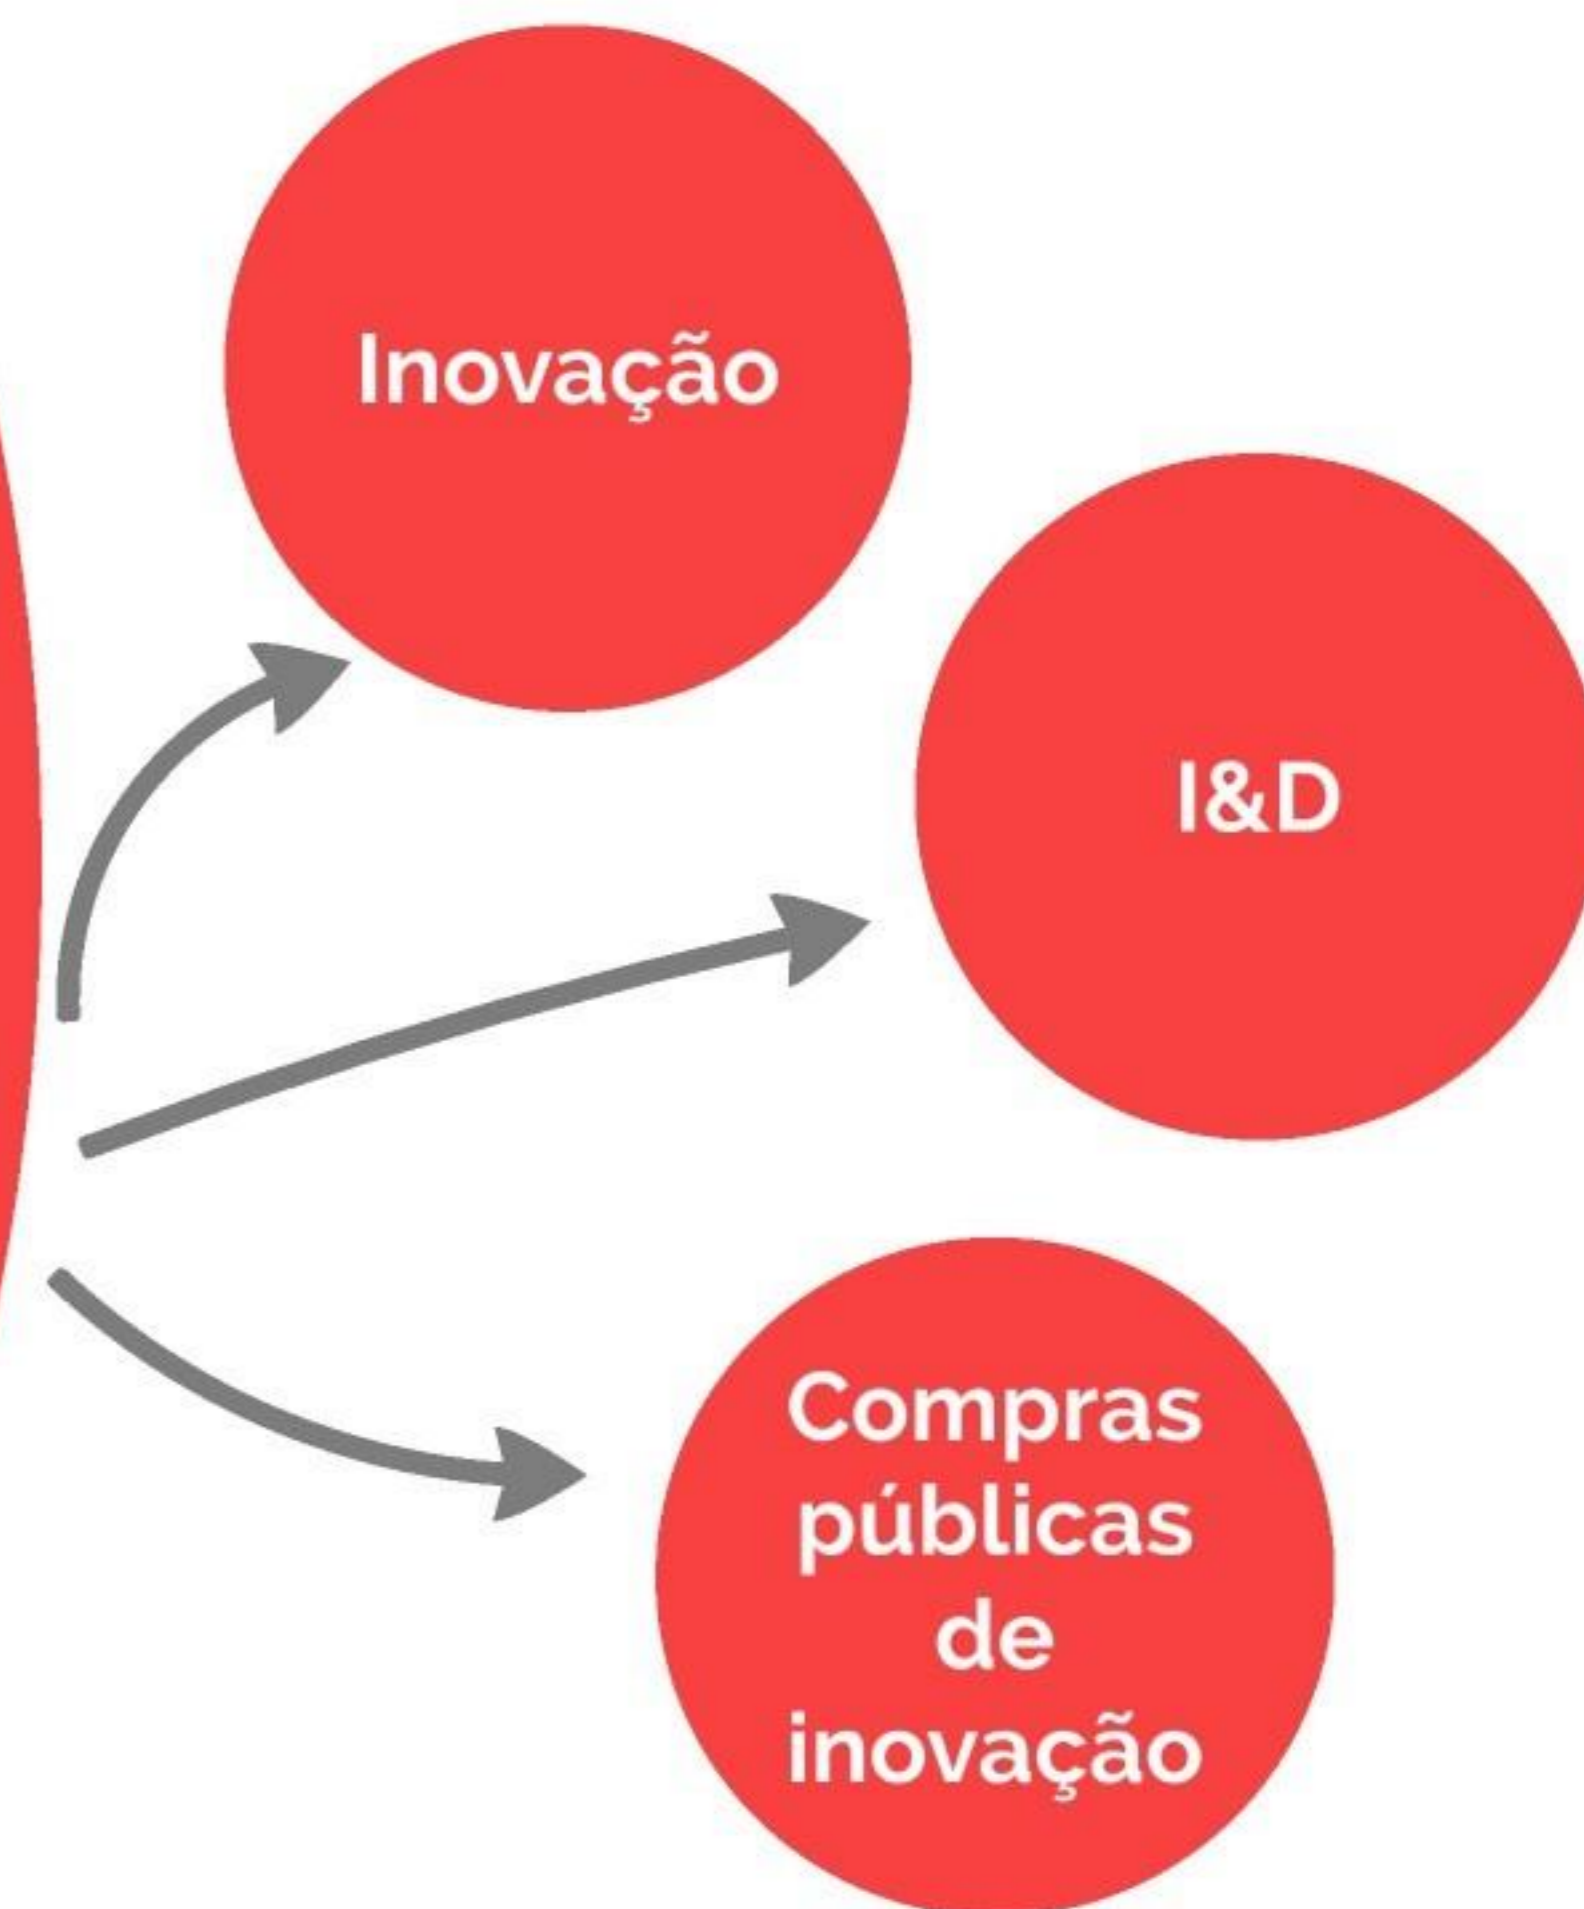 Inovação
I&D
Compras
públicas
de
inovação